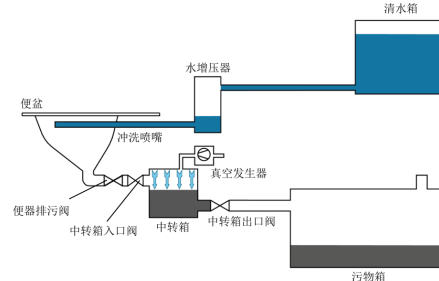 清水箱
水增压器
便盆
冲洗喷嘴
真空发生器
便器排污阀
中转箱入口阀
中转箱
中转箱出口阀
污物箱